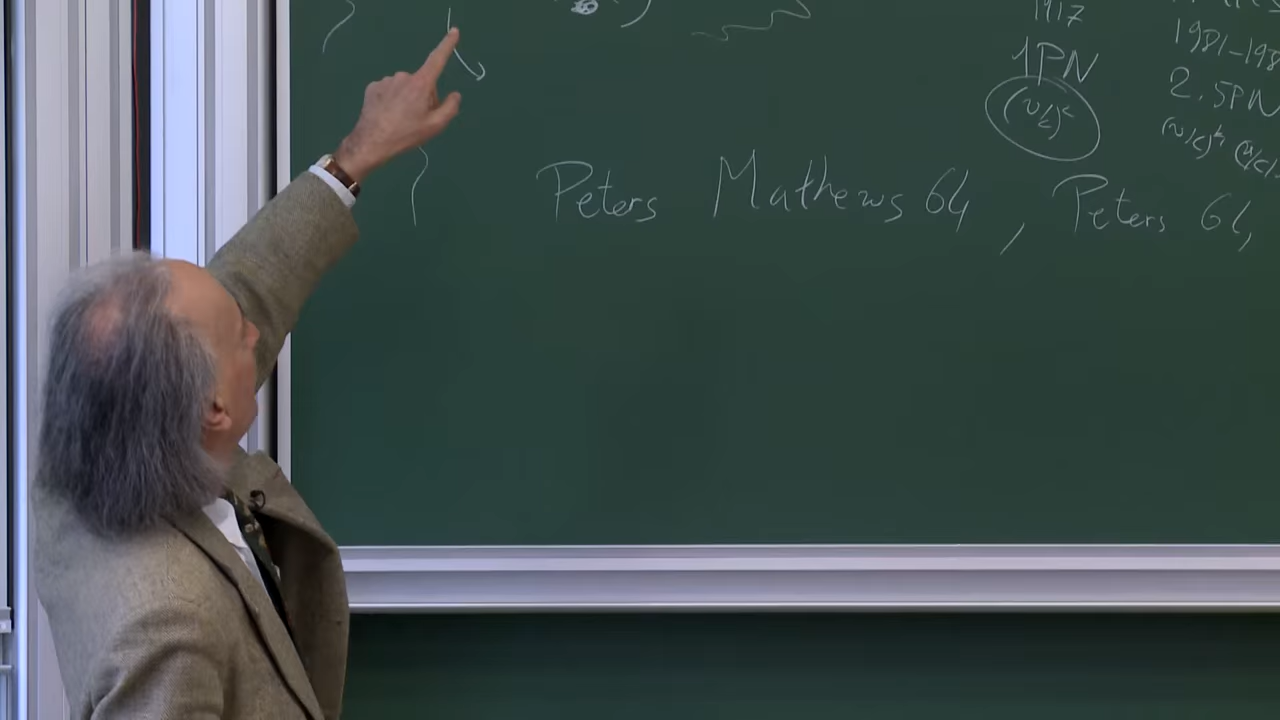 1917
1PN
(v/c)²
1981-198
2.5PN
Peters Mathews 64, Peters 64,